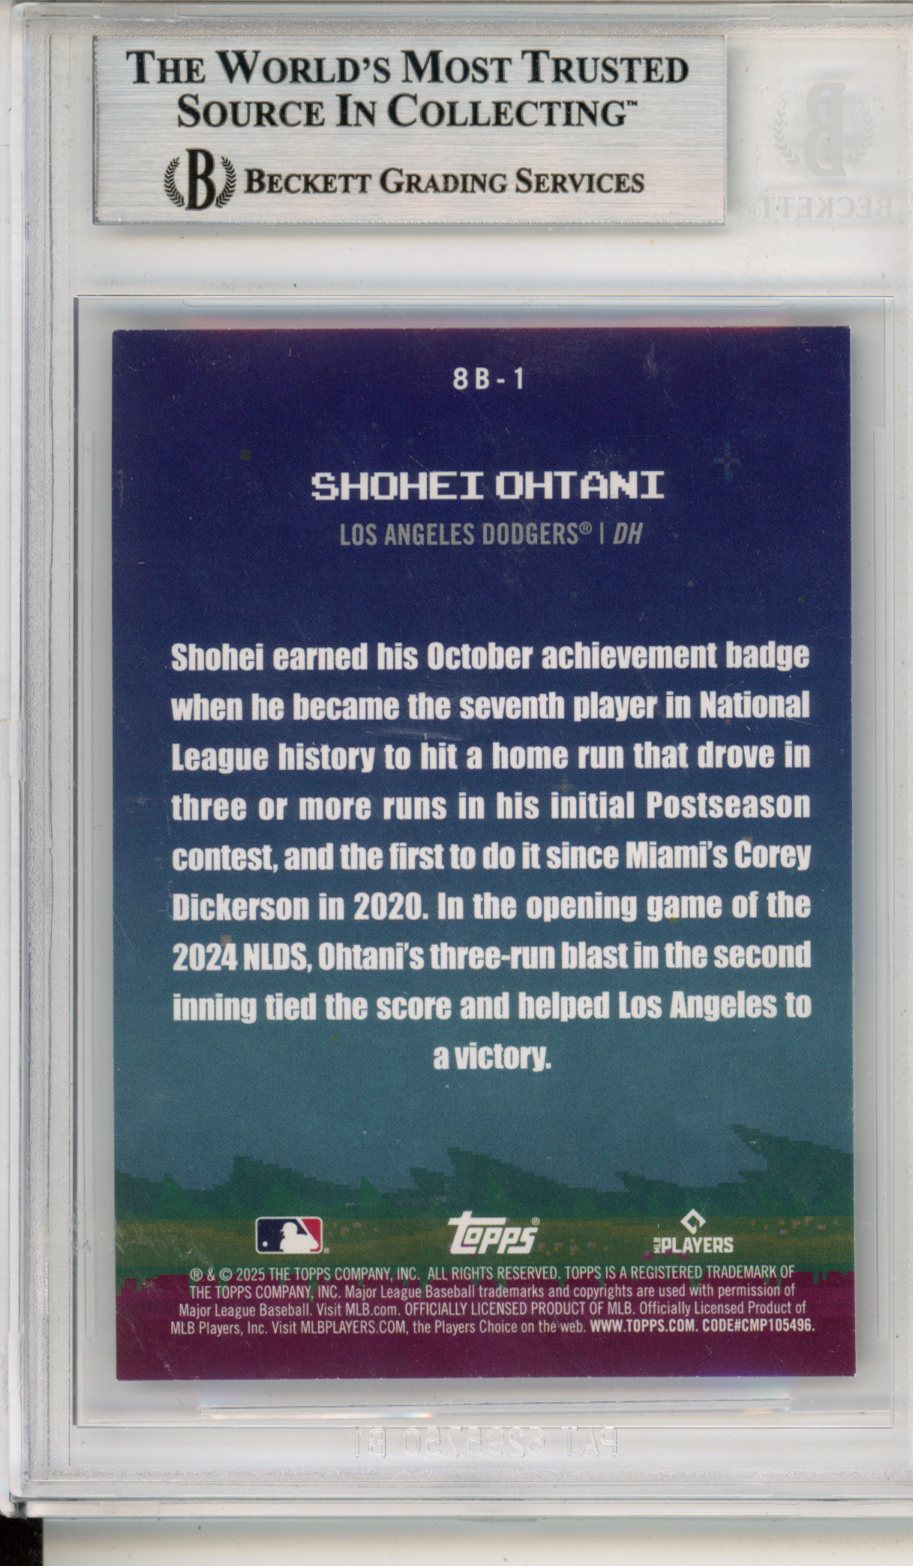 THE WORLD'S MOST TRUSTED
SOURCE IN COLLECTING™
B BECKETT GRADING SERVICES
B
BECKETT
8B-1
SHOHEI OHTANI
LOS ANGELES DODGERS® | DH
Shohei earned his October achievement badge
when he became the seventh player in National
League history to hit a home run that drove in
three or more runs in his initial Postseason
contest, and the first to do it since Miami's Corey
Dickerson in 2020. In the opening game of the
2024 NLDS, Ohtani's three-run blast in the second
inning tied the score and helped Los Angeles to
a victory.
topps®
MLB PLAYERS
® & © 2025 THE TOPPS COMPANY, INC. ALL RIGHTS RESERVED. TOPPS IS A REGISTERED TRADEMARK OF
THE TOPPS COMPANY, INC. Major League Baseball trademarks and copyrights are used with permission of
Major League Baseball. Visit MLB.com. OFFICIALLY LICENSED PRODUCT OF MLB. Officially Licensed Product of
MLB Players, Inc. Visit MLBPLAYERS.COM, the Players Choice on the web. WWW.TOPPS.COM. CODE#CMP105496.
PAT 6295750 B1